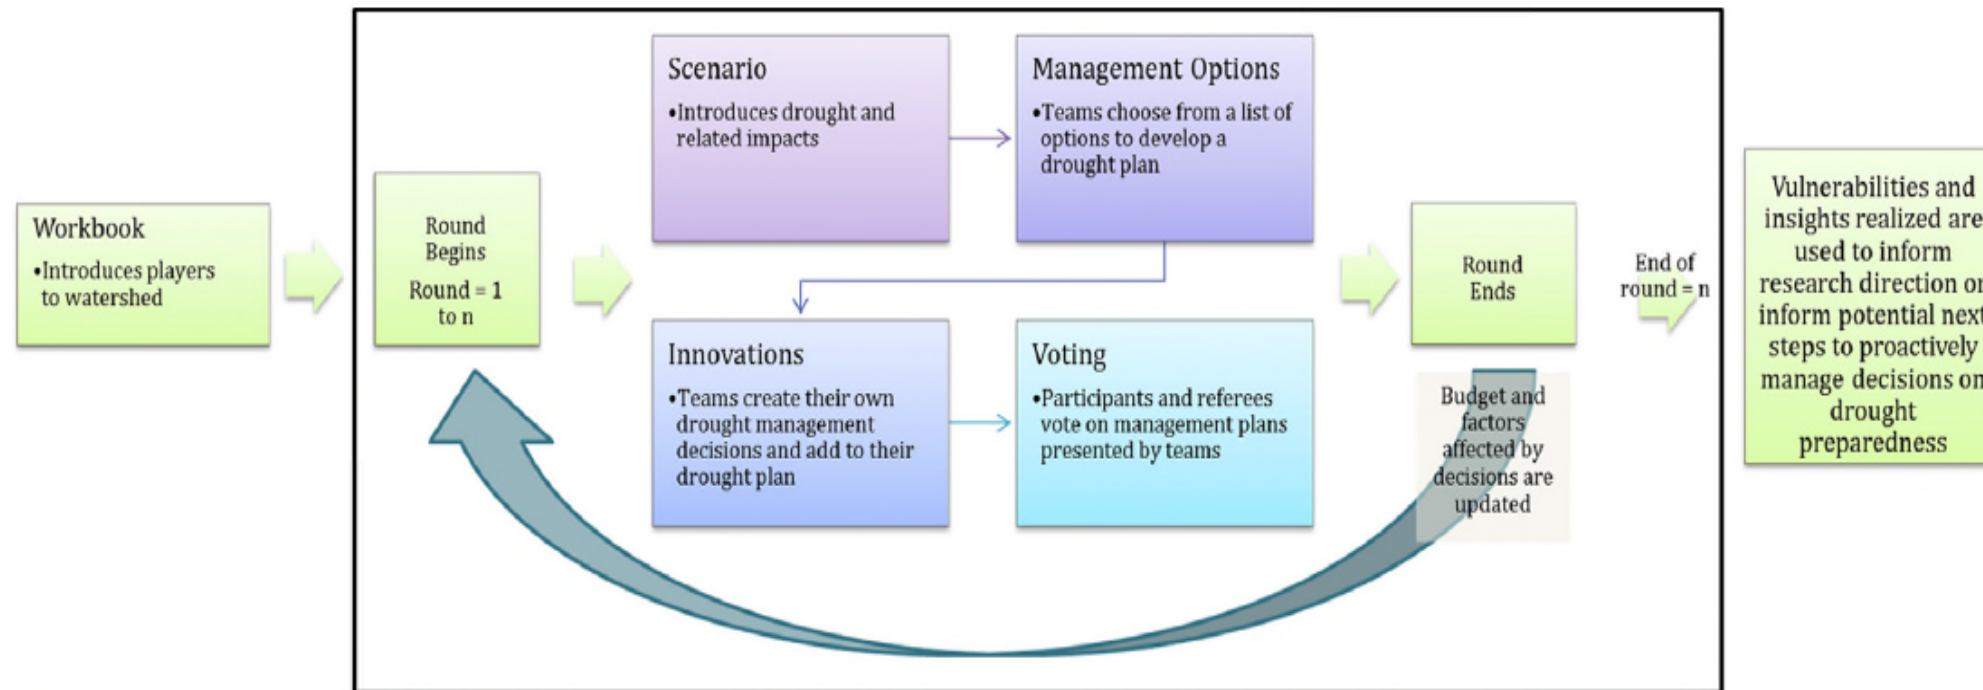 Workbook
•Introduces players
to watershed
Round
Begins
Round = 1
to n
Scenario
•Introduces drought and
related impacts
Management Options
•Teams choose from a list of
options to develop a
drought plan
Innovations
•Teams create their own
drought management
decisions and add to their
drought plan
Voting
•Participants and referees
vote on management plans
presented by teams
Round
Ends
Budget and
factors
affected by
decisions are
updated
End of
round = n
Vulnerabilities and
insights realized are
used to inform
research direction or
inform potential next
steps to proactively
manage decisions on
drought
preparedness